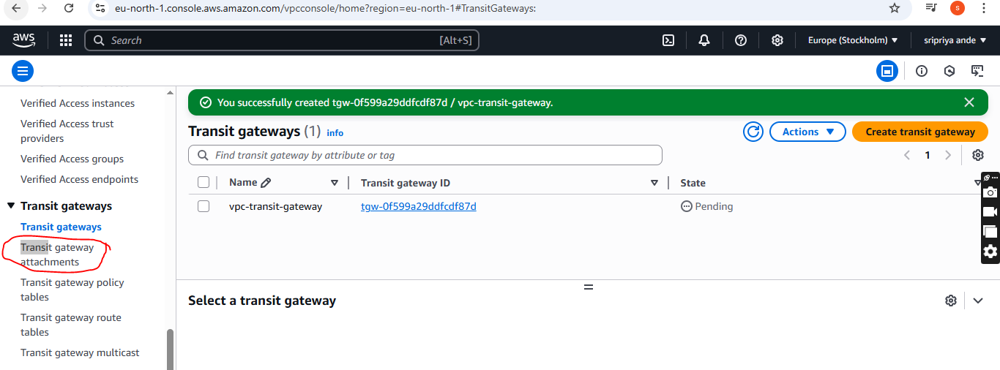 eu-north-1.console.aws.amazon.com/vpcconsole/home?region=eu-north-1#TransitGateways:
S
aws
Search
[Alt+S]
Europe (Stockholm)
sripriya ande
Verified Access instances
Verified Access trust
providers
Verified Access groups
Verified Access endpoints
Transit gateways
Transit gateways
Transit gateway
attachments
Transit gateway policy
tables
Transit gateway route
tables
Transit gateway multicast
You successfully created tgw-0f599a29ddfcdf87d / vpc-transit-gateway.
Transit gateways (1) info
Actions
Create transit gateway
Find transit gateway by attribute or tag
1
Name
Transit gateway ID
State
vpc-transit-gateway
tgw-0f599a29ddfcdf87d
Pending
Select a transit gateway